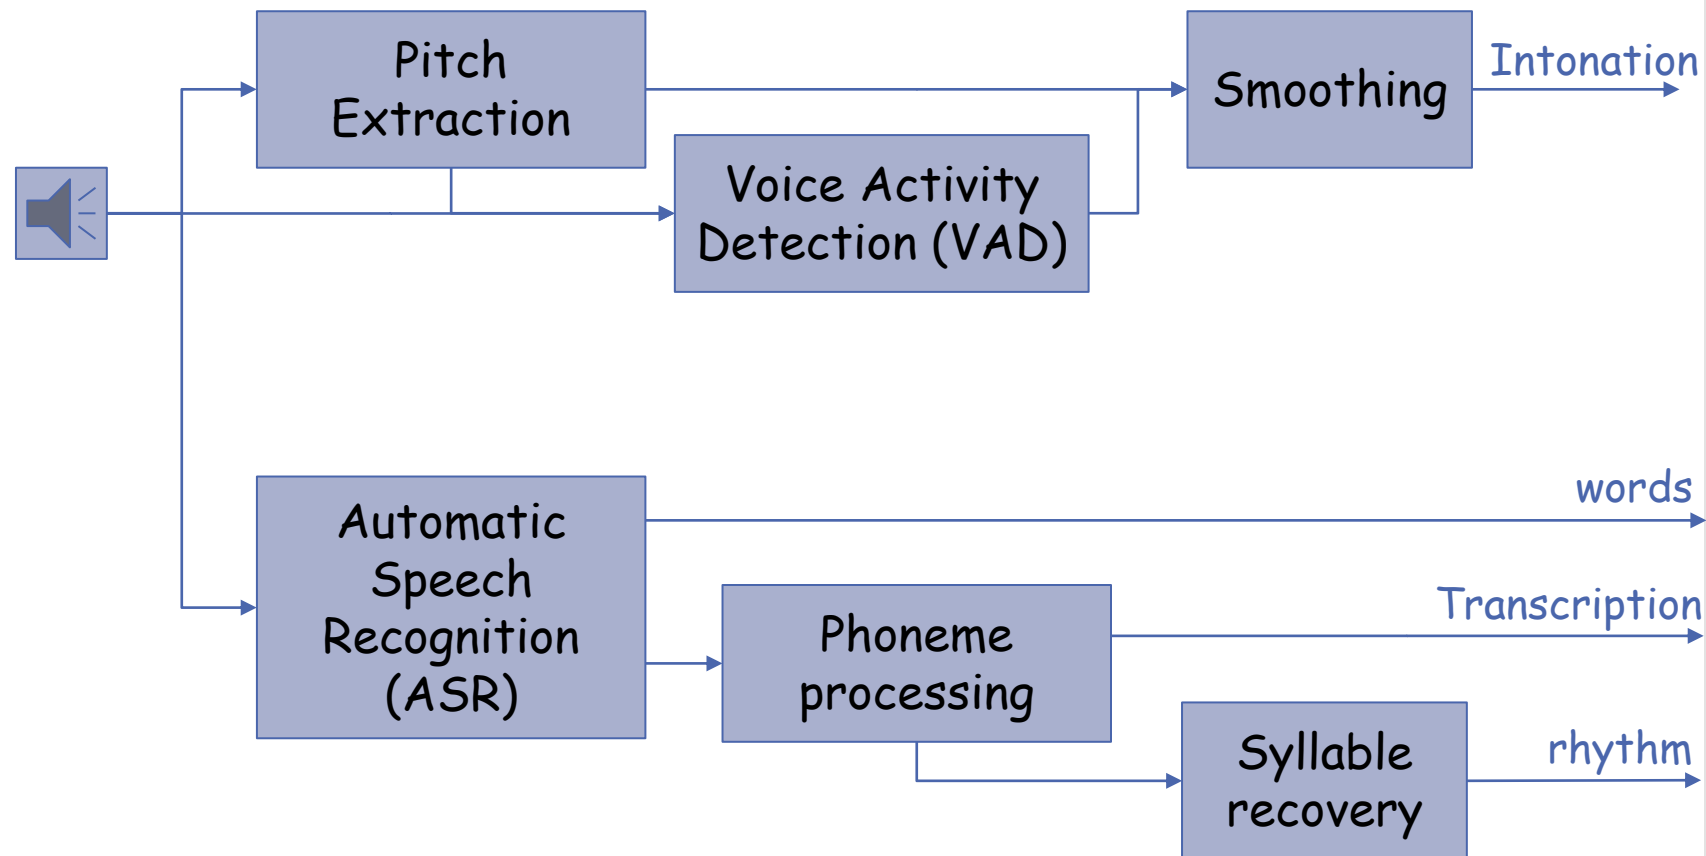 Pitch
Extraction
Smoothing
Intonation
Voice Activity
Detection (VAD)
Automatic
Speech
Recognition
(ASR)
words
Phoneme
processing
Transcription
Syllable
recovery
rhythm